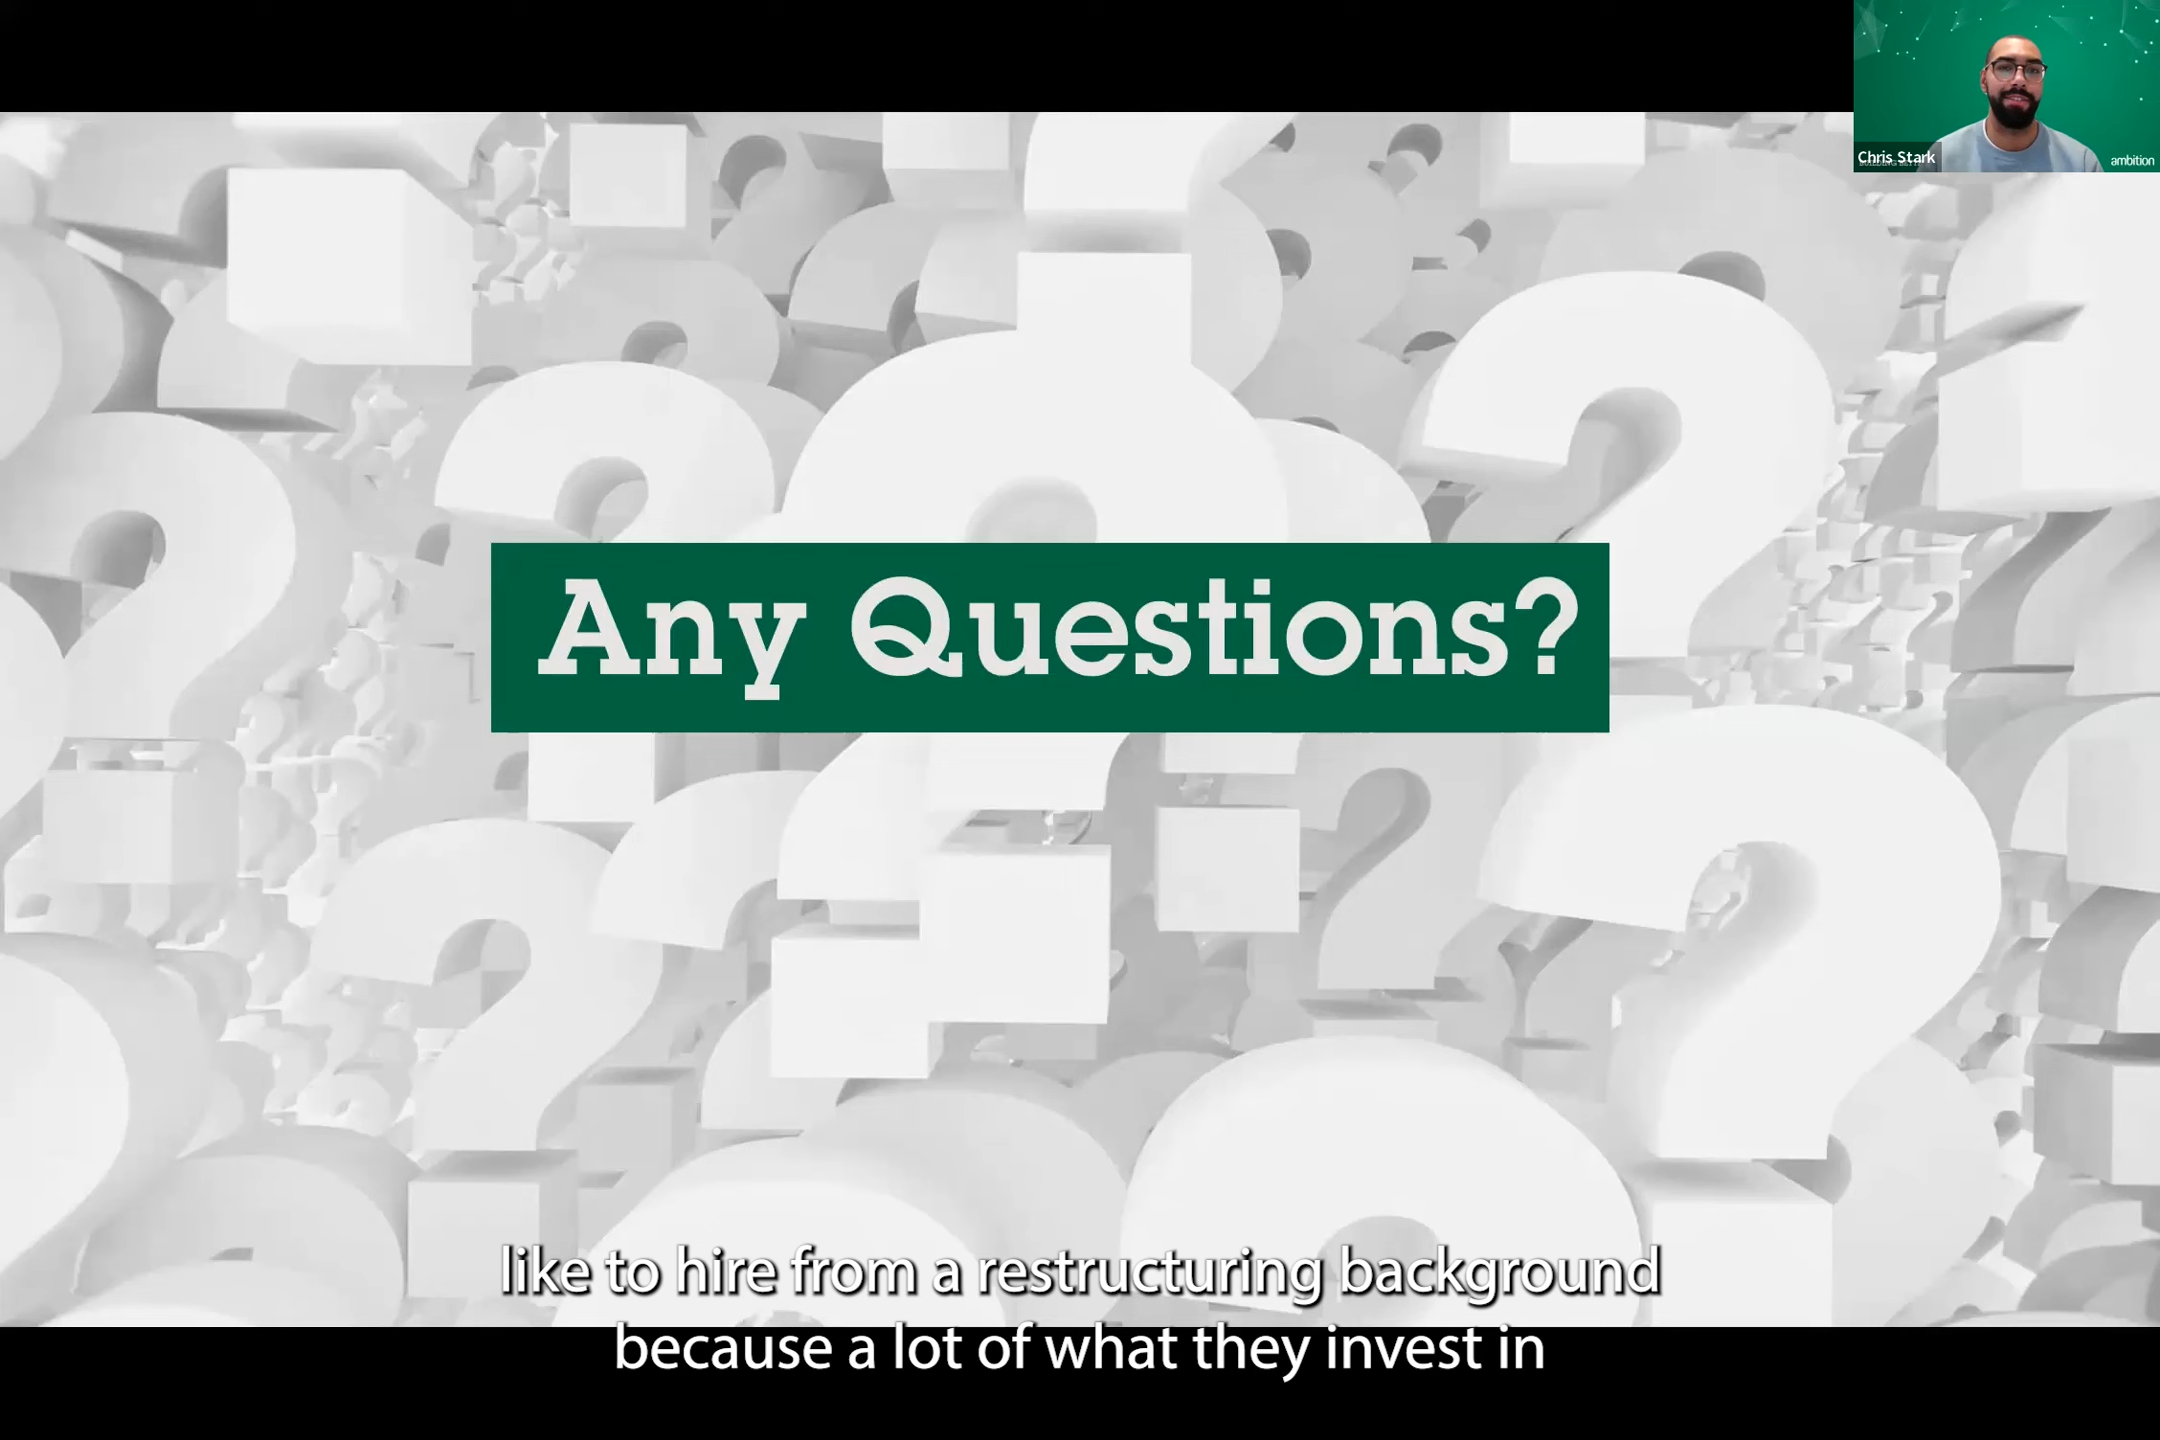 Chris Stark
ambition
Any Questions?
like to hire from a restructuring background
because a lot of what they invest in